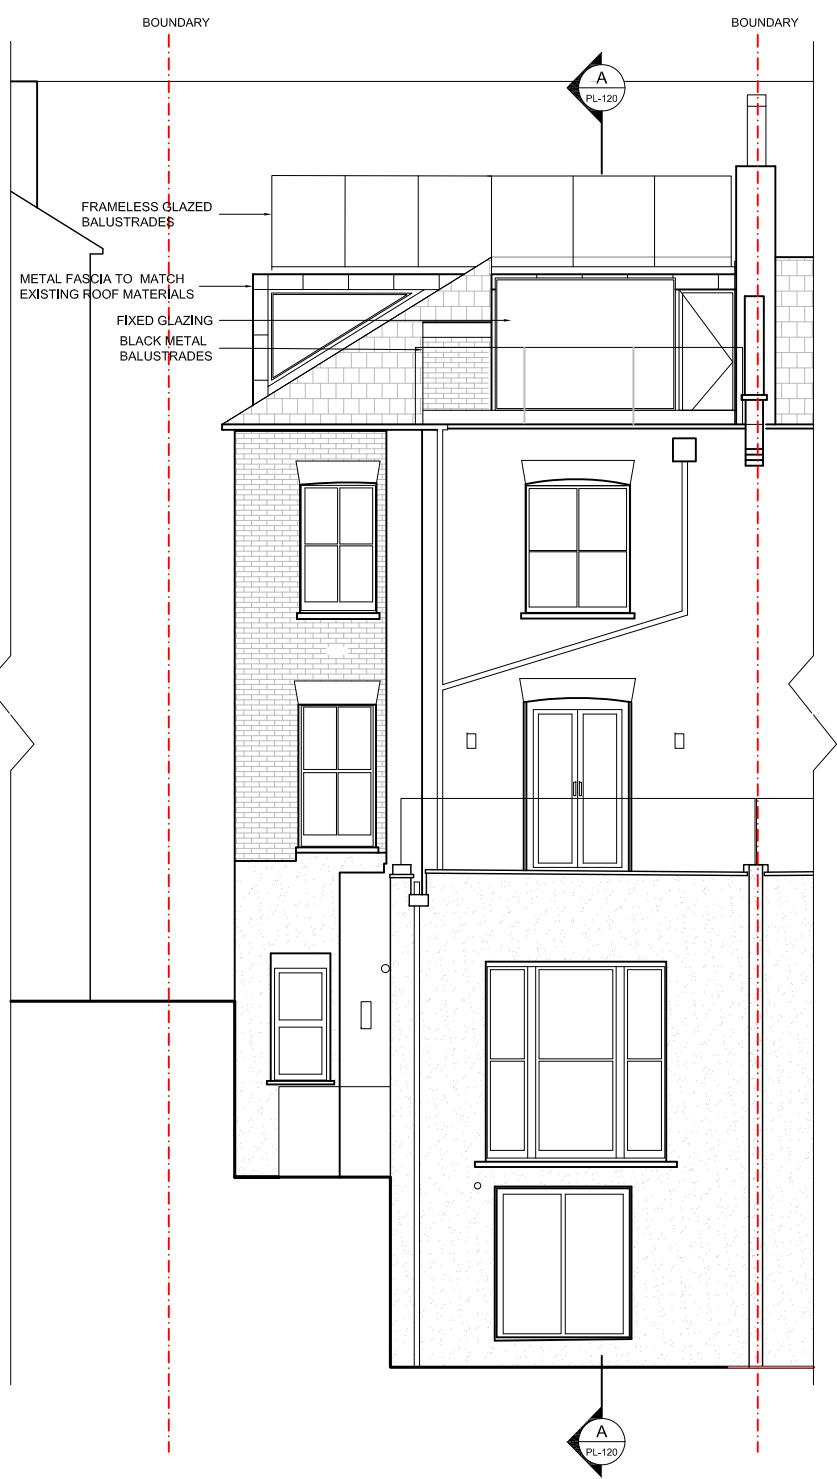 BOUNDARY
BOUNDARY
A
PL-120
FRAMELESS GLAZED
BALUSTRADES
METAL FASCIA TO MATCH
EXISTING ROOF MATERIALS
FIXED GLAZING
BLACK METAL
BALUSTRADES
A
PL-120